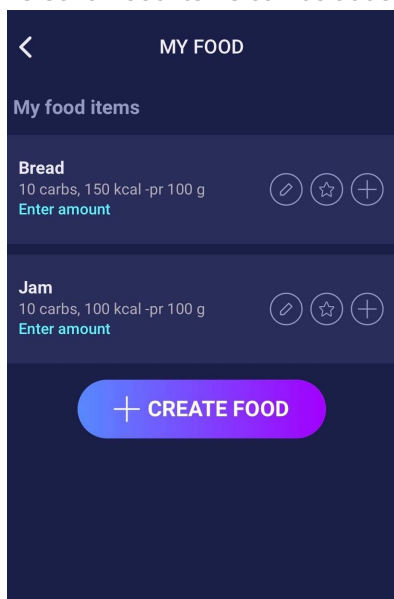 MY FOOD
My food items
Bread
10 carbs, 150 kcal -pr 100 g
Enter amount
Jam
10 carbs, 100 kcal -pr 100 g
Enter amount
CREATE FOOD